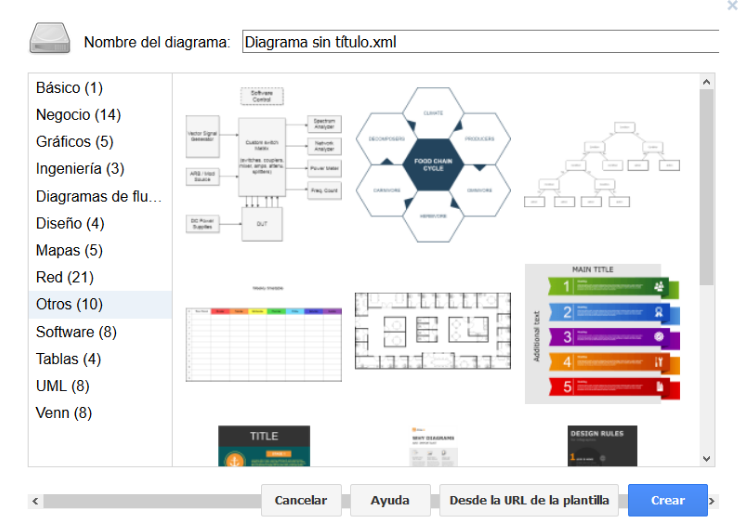 Nombre del diagrama: Diagrama sin título.xml
Básico (1)
Negocio (14)
Gráficos (5)
Ingeniería (3)
Diagramas de flu...
Diseño (4)
Mapas (5)
Red (21)
Otros (10)
Software (8)
Tablas (4)
UML (8)
Venn (8)
Software
Control
Vector Signal
Generator
Custom switch
Matrix
(switches, couplers,
Spectrum
Analyzer
Network
Analyzer
Power Meter
Freq. Count
ARB / Mod
Source
DC Power
Supplies
DUT
CLIMATE
DECOMPOSERS
PRODUCERS
FOOD CHAIN
CYCLE
CARNIVORE
OMNIVORE
HERBIVORE
MAIN TITLE
Additional text
1
2
3
4
5
TITLE
WHY DIAGRAMS
DESIGN RULES
1
Cancelar
Ayuda
Desde la URL de la plantilla
Crear